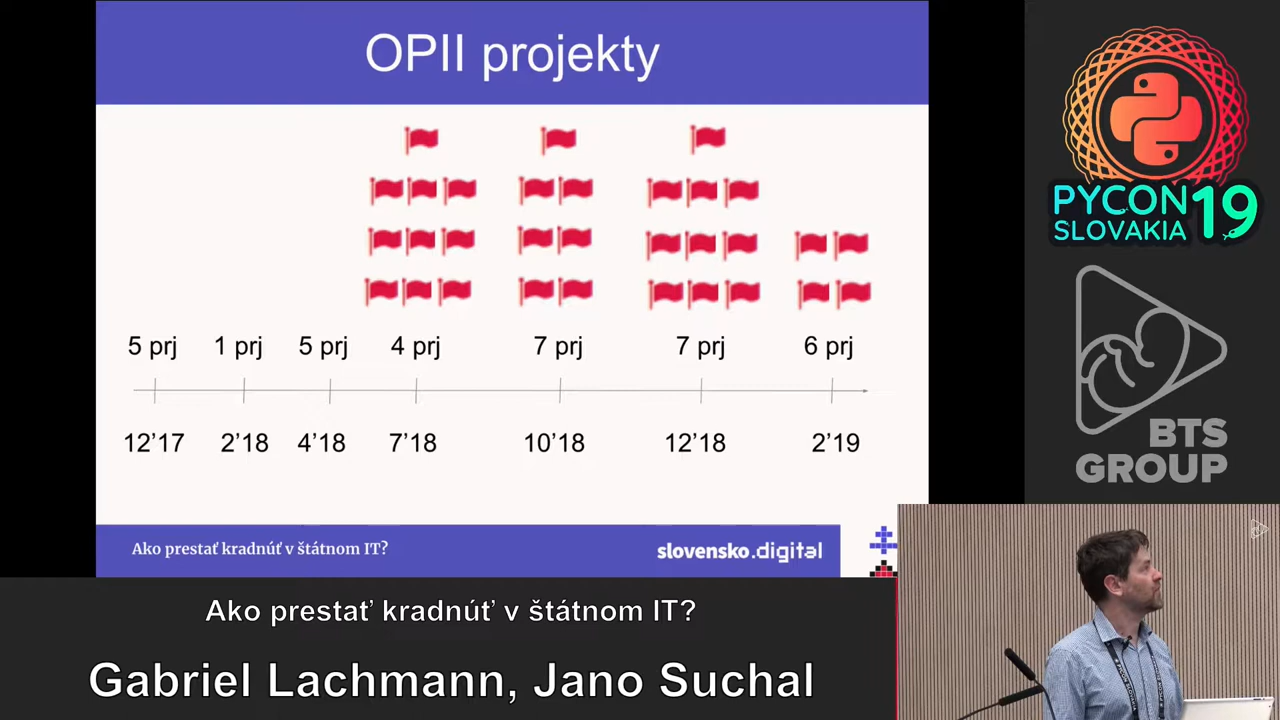 OPII projekty
5 prj 1 prj 5 prj 4 prj 7 prj 7 prj 6 prj
12’17 2’18 4’18 7’18 10’18 12’18 2’19
Ako prestať kradnúť v štátnom IT?
slovensko.digital
PYCON
SLOVAKIA
19
BTS
GROUP
Ako prestať kradnúť v štátnom IT?
Gabriel Lachmann, Jano Suchal